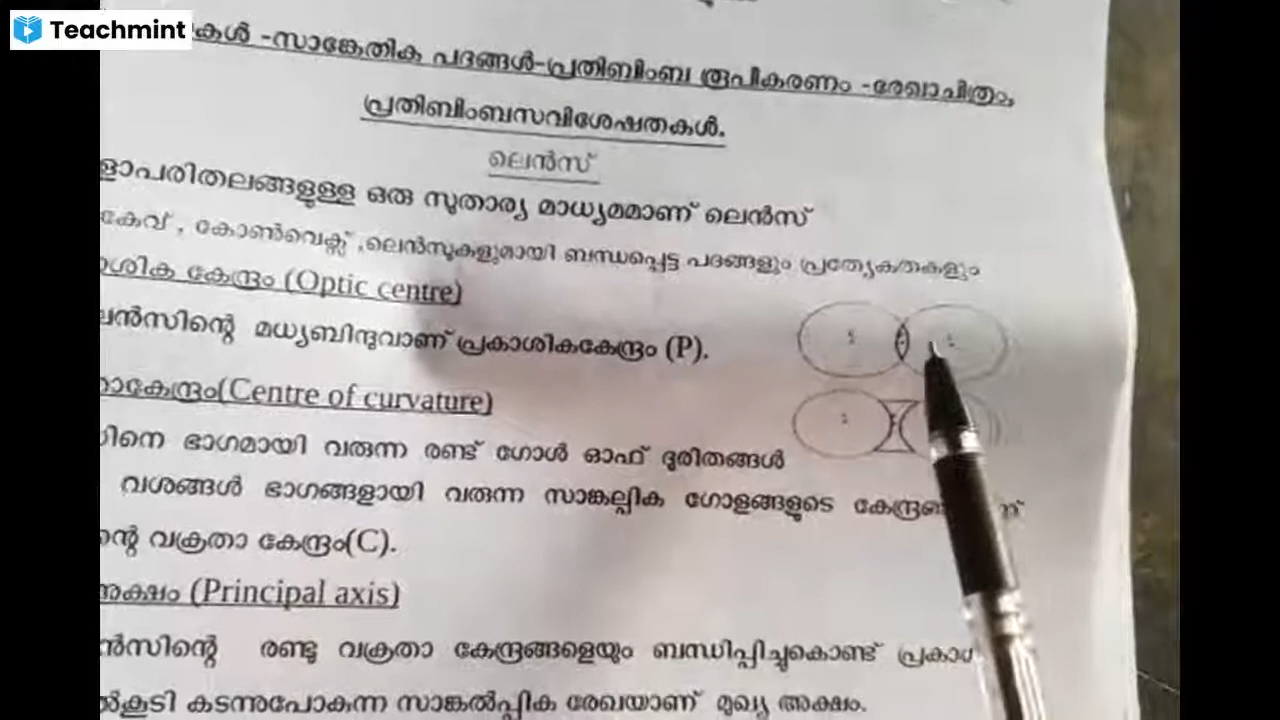 Teachmint
കൾ -സാങ്കേതിക പദങ്ങൾ-പ്രതിബിംബ രൂപീകരണം -രേഖാചിത്രം,
പ്രതിബിംബസവിശേഷതകൾ.
ലെൻസ്
ളാപരിതലങ്ങളുള്ള ഒരു സുതാര്യ മാധ്യമമാണ് ലെൻസ്
കേവ് , കോൺവെക്സ് ,ലെൻസുകളുമായി ബന്ധപ്പെട്ട പദങ്ങളും പ്രത്യേകതകളും
ശിക കേന്ദ്രം (Optic centre)
ലൻസിന്റെ മധ്യബിന്ദുവാണ് പ്രകാശികകേന്ദ്രം (P).
താകേന്ദ്രം(Centre of curvature)
ിനെ ഭാഗമായി വരുന്ന രണ്ട് ഗോൾ ഓഫ് ദുരിതങ്ങൾ
വശങ്ങൾ ഭാഗങ്ങളായി വരുന്ന സാങ്കല്പിക ഗോളങ്ങളുടെ
ന്റെ വക്രതാ കേന്ദ്രം(C).
അക്ഷം (Principal axis)
ൻസിന്റെ രണ്ടു വക്രതാ കേന്ദ്രങ്ങളെയും ബന്ധിപ്പിച്ചുകൊണ്ട് പ്രകാശ
ൽകൂടി കടന്നുപോകുന്ന സാങ്കൽപ്പിക രേഖയാണ് മുഖ്യ അക്ഷം.